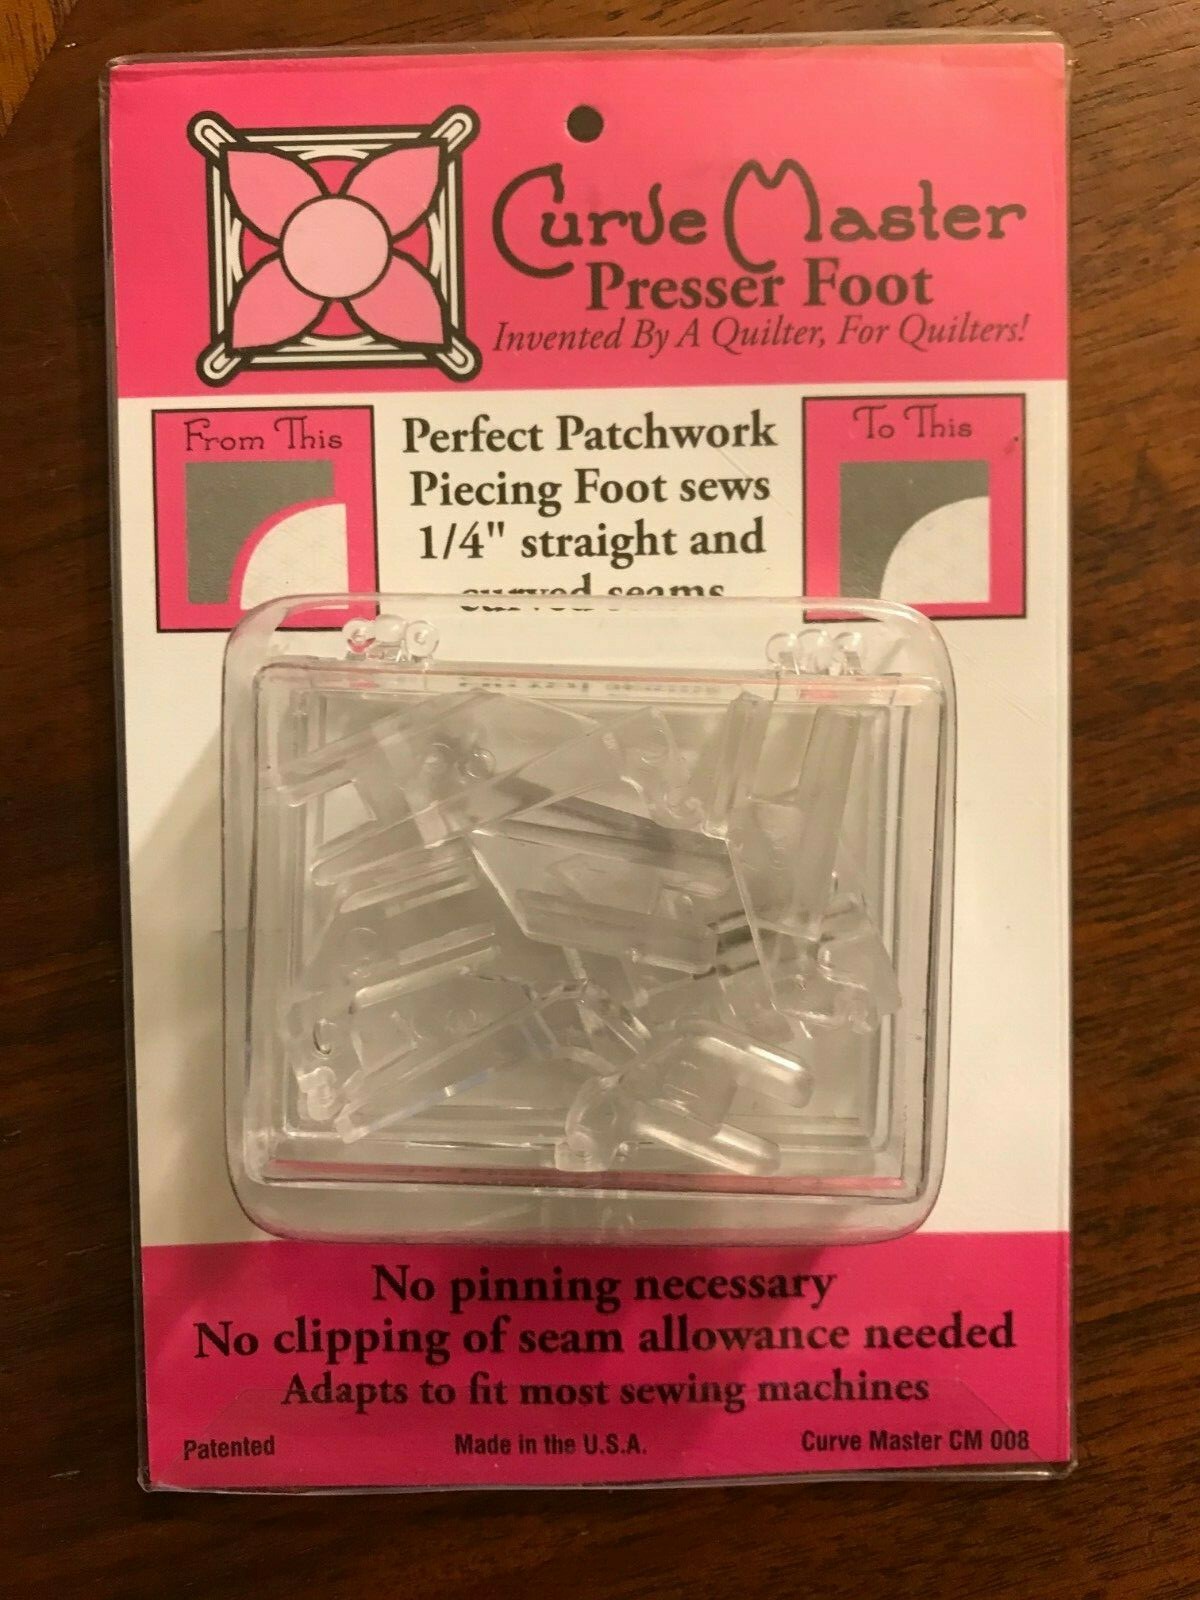 Curve Master
Presser Foot
Invented By A Quilter, For Quilters!
From This
Perfect Patchwork
Piecing Foot sews
1/4" straight and
curved seams
To This
No pinning necessary
No clipping of seam allowance needed
Adapts to fit most sewing machines
Patented
Made in the U.S.A.
Curve Master CM 008